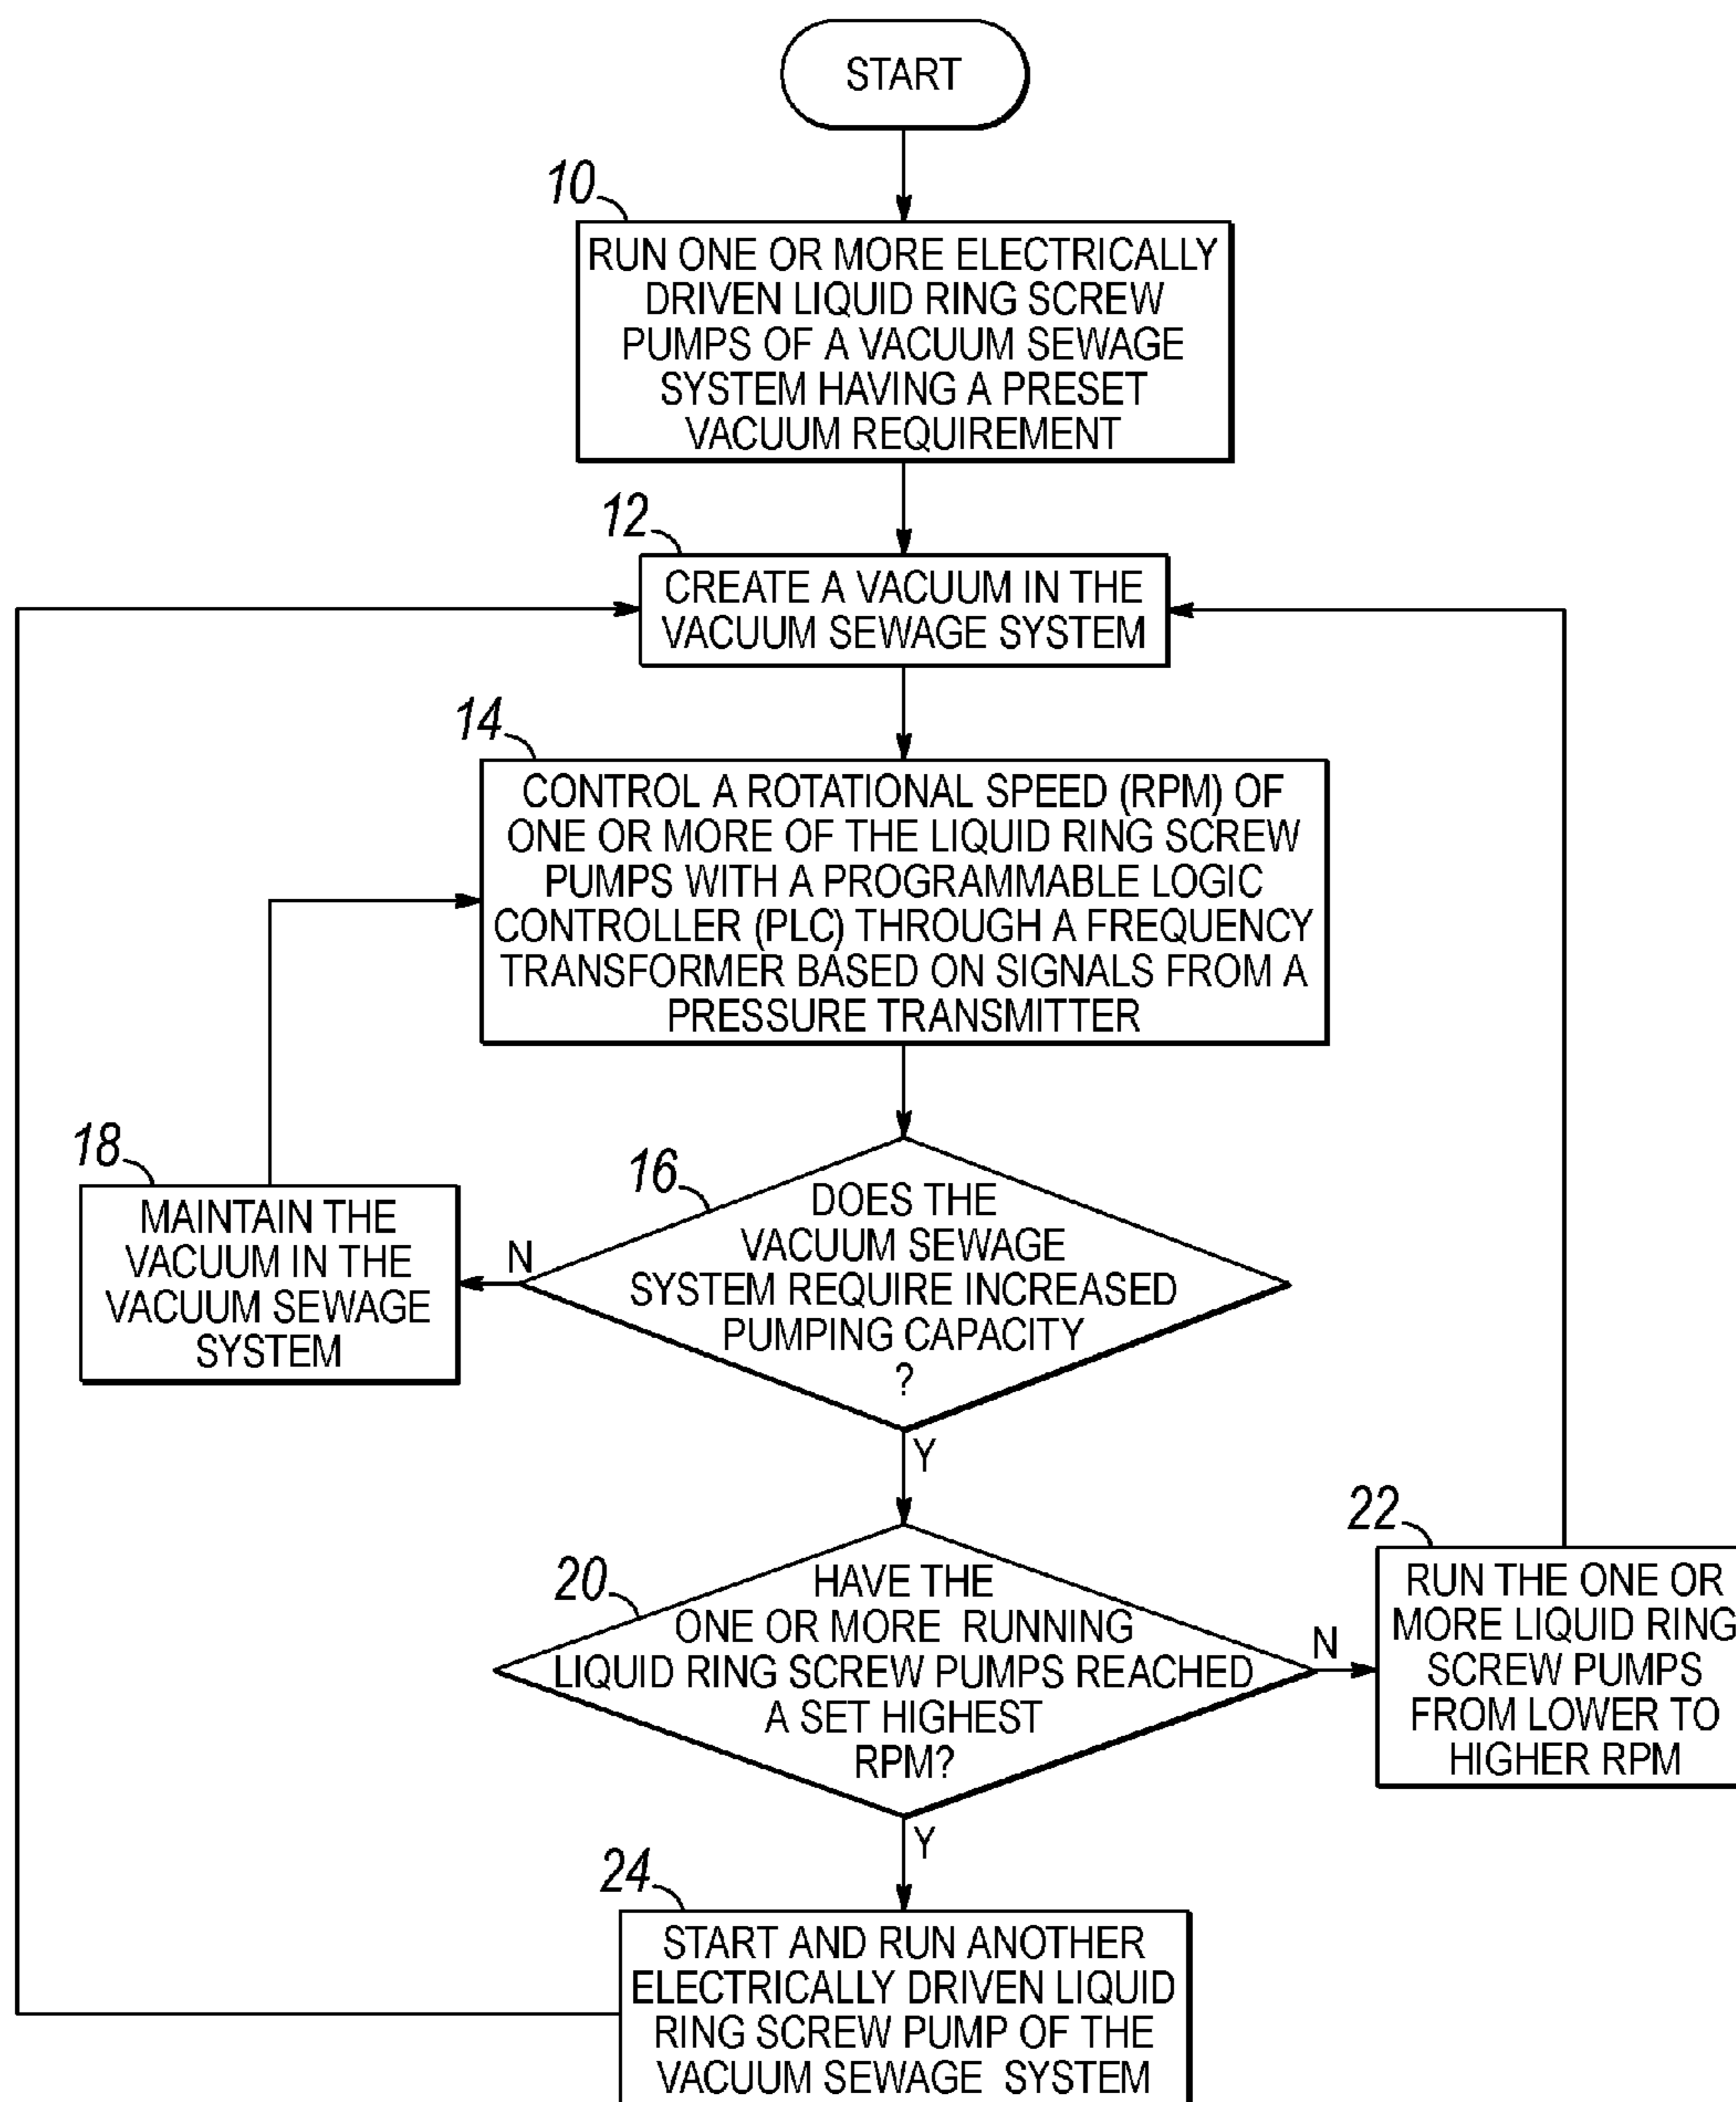 START
10
RUN ONE OR MORE ELECTRICALLY
DRIVEN LIQUID RING SCREW
PUMPS OF A VACUUM SEWAGE
SYSTEM HAVING A PRESET
VACUUM REQUIREMENT
12
CREATE A VACUUM IN THE
VACUUM SEWAGE SYSTEM
14
CONTROL A ROTATIONAL SPEED (RPM) OF
ONE OR MORE OF THE LIQUID RING SCREW
PUMPS WITH A PROGRAMMABLE LOGIC
CONTROLLER (PLC) THROUGH A FREQUENCY
TRANSFORMER BASED ON SIGNALS FROM A
PRESSURE TRANSMITTER
16
DOES THE
VACUUM SEWAGE
SYSTEM REQUIRE INCREASED
PUMPING CAPACITY
?
N
18
MAINTAIN THE
VACUUM IN THE
VACUUM SEWAGE
SYSTEM
Y
20
HAVE THE
ONE OR MORE RUNNING
LIQUID RING SCREW PUMPS REACHED
A SET HIGHEST
RPM?
N
22
RUN THE ONE OR
MORE LIQUID RING
SCREW PUMPS
FROM LOWER TO
HIGHER RPM
Y
24
START AND RUN ANOTHER
ELECTRICALLY DRIVEN LIQUID
RING SCREW PUMP OF THE
VACUUM SEWAGE SYSTEM